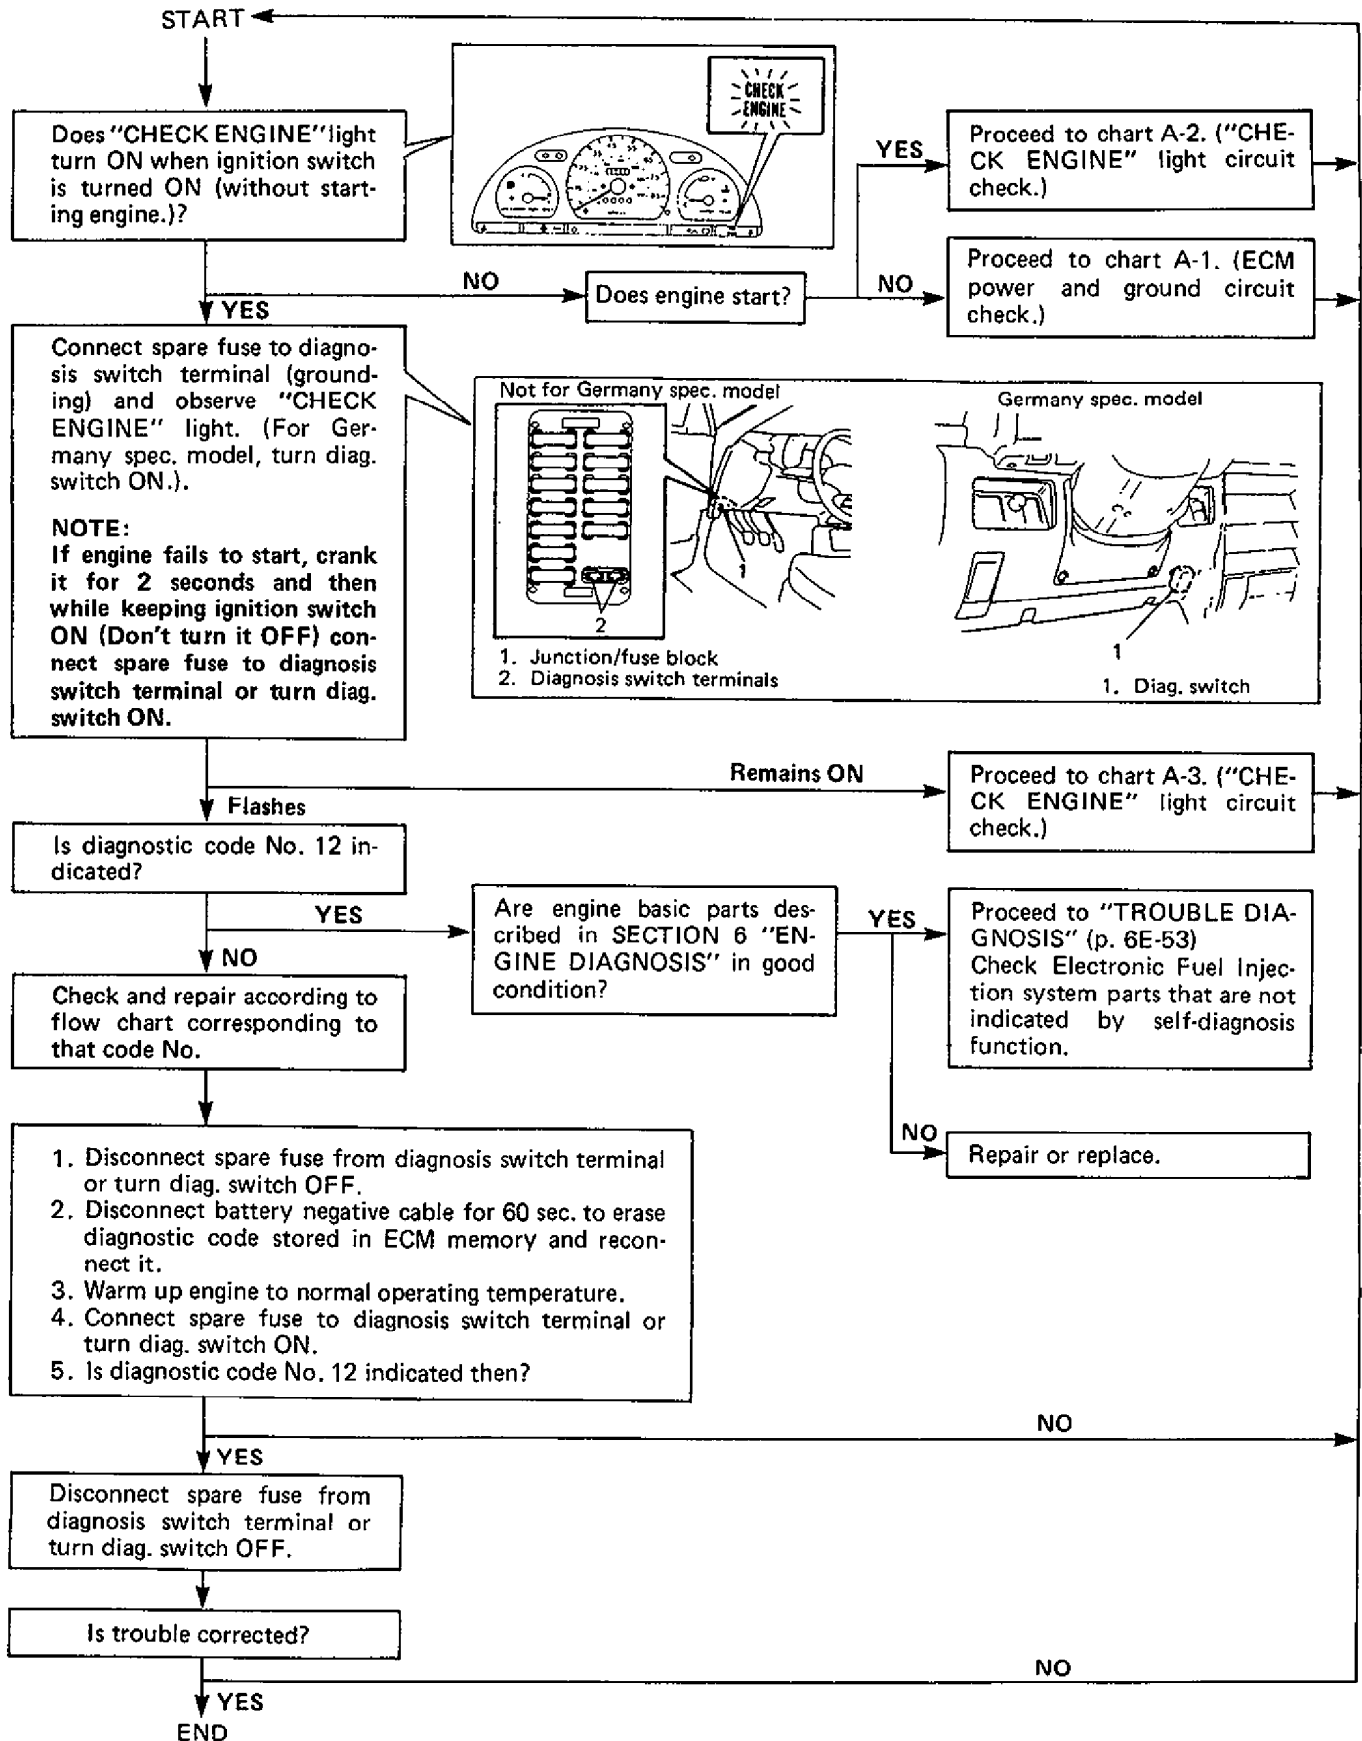 START
Does "CHECK ENGINE" light
turn ON when ignition switch
is turned ON (without start-
ing engine.)?
CHECK
ENGINE
YES
Proceed to chart A-2. ("CHE-
CK ENGINE" light circuit
check.)
NO
Does engine start?
NO
Proceed to chart A-1. (ECM
power and ground circuit
check.)
YES
Connect spare fuse to diagno-
sis switch terminal (ground-
ing) and observe "CHECK
ENGINE" light. (For Ger-
many spec. model, turn diag.
switch ON.).
NOTE:
If engine fails to start, crank
it for 2 seconds and then
while keeping ignition switch
ON (Don't turn it OFF) con-
nect spare fuse to diagnosis
switch terminal or turn diag.
switch ON.
Not for Germany spec. model
1
2
1. Junction/fuse block
2. Diagnosis switch terminals
Germany spec. model
1
1. Diag. switch
Remains ON
Proceed to chart A-3. ("CHE-
CK ENGINE" light circuit
check.)
Flashes
Is diagnostic code No. 12 in-
dicated?
YES
Are engine basic parts des-
cribed in SECTION 6 "EN-
GINE DIAGNOSIS" in good
condition?
YES
Proceed to "TROUBLE DIA-
GNOSIS" (p. 6E-53)
Check Electronic Fuel Injec-
tion system parts that are not
indicated by self-diagnosis
function.
NO
Repair or replace.
NO
Check and repair according to
flow chart corresponding to
that code No.
1. Disconnect spare fuse from diagnosis switch terminal
or turn diag. switch OFF.
2. Disconnect battery negative cable for 60 sec. to erase
diagnostic code stored in ECM memory and recon-
nect it.
3. Warm up engine to normal operating temperature.
4. Connect spare fuse to diagnosis switch terminal or
turn diag. switch ON.
5. Is diagnostic code No. 12 indicated then?
NO
YES
Disconnect spare fuse from
diagnosis switch terminal or
turn diag. switch OFF.
Is trouble corrected?
NO
YES
END